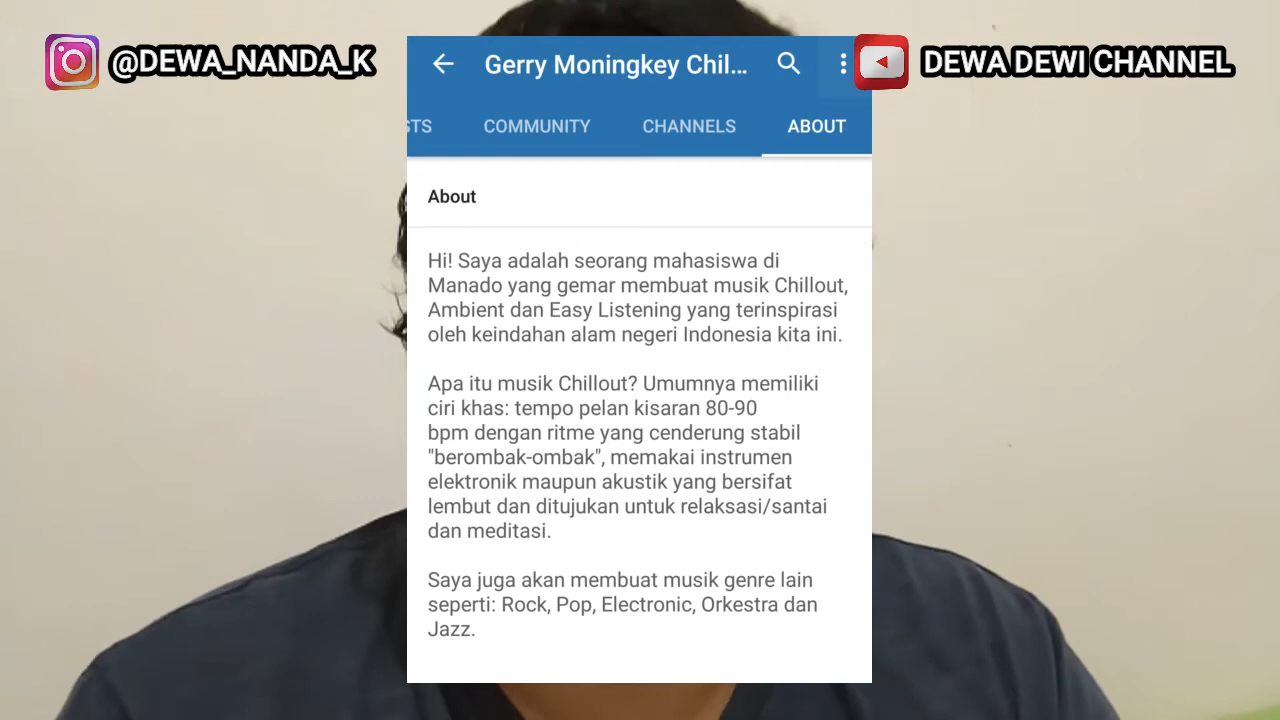 @DEWA_NANDA_K
DEWA DEWI CHANNEL
Gerry Moningkey Chil...
STS
COMMUNITY
CHANNELS
ABOUT
About
Hi! Saya adalah seorang mahasiswa di
Manado yang gemar membuat musik Chillout,
Ambient dan Easy Listening yang terinspirasi
oleh keindahan alam negeri Indonesia kita ini.
Apa itu musik Chillout? Umumnya memiliki
ciri khas: tempo pelan kisaran 80-90
bpm dengan ritme yang cenderung stabil
"berombak-ombak", memakai instrumen
elektronik maupun akustik yang bersifat
lembut dan ditujukan untuk relaksasi/santai
dan meditasi.
Saya juga akan membuat musik genre lain
seperti: Rock, Pop, Electronic, Orkestra dan
Jazz.